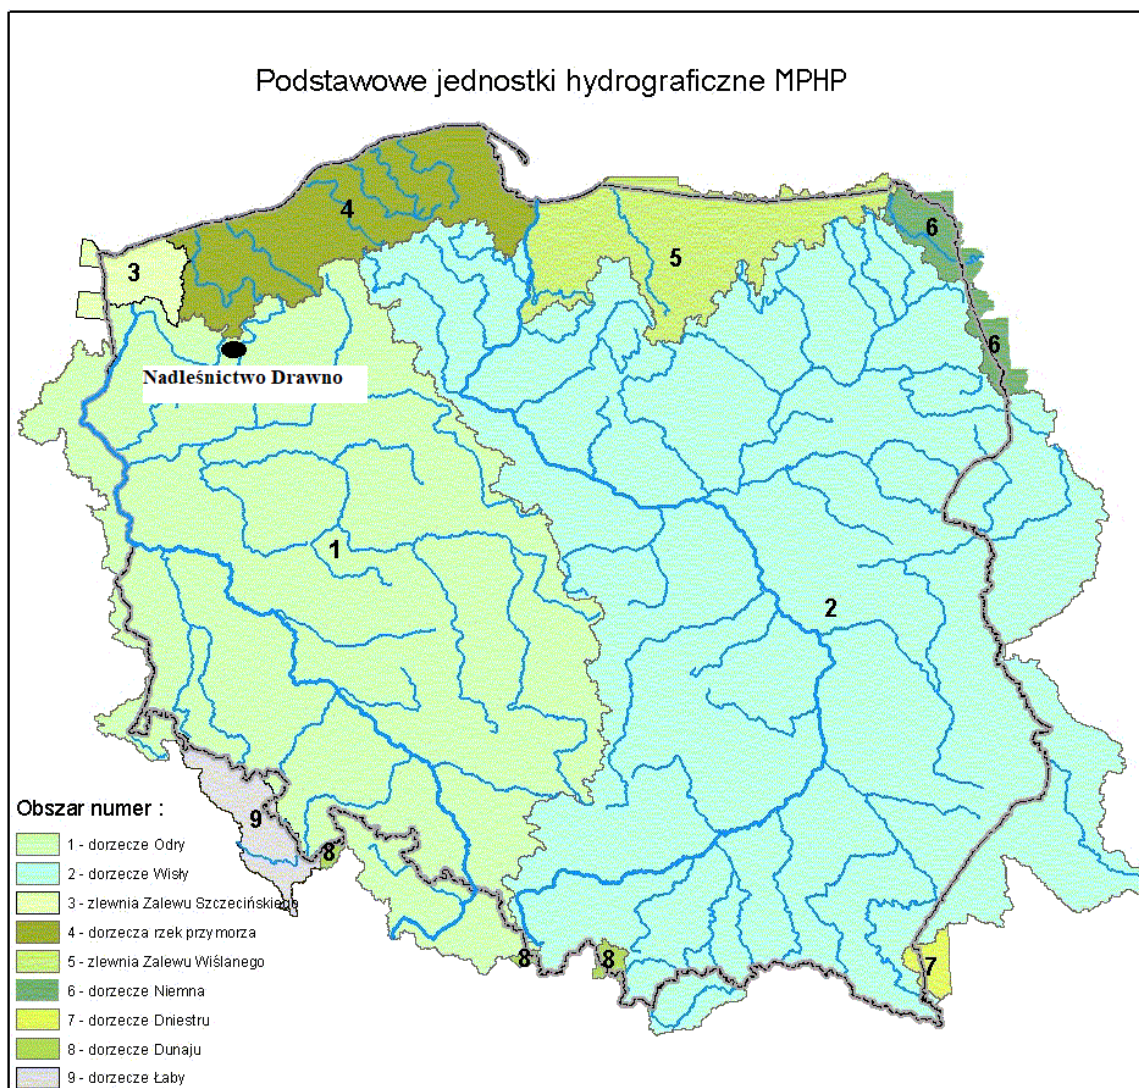 Podstawowe jednostki hydrograficzne MPHP
4
6
3
5
6
Nadleśnictwo Drawno
1
2
9
8
8
8
7
Obszar numer :
1 - dorzecze Odry
2 - dorzecze Wisły
3 - zlewnia Zalewu Szczecińskiego
4 - dorzecza rzek przymorza
5 - zlewnia Zalewu Wiślanego
6 - dorzecze Niemna
7 - dorzecze Dniestru
8 - dorzecze Dunaju
9 - dorzecze Łaby